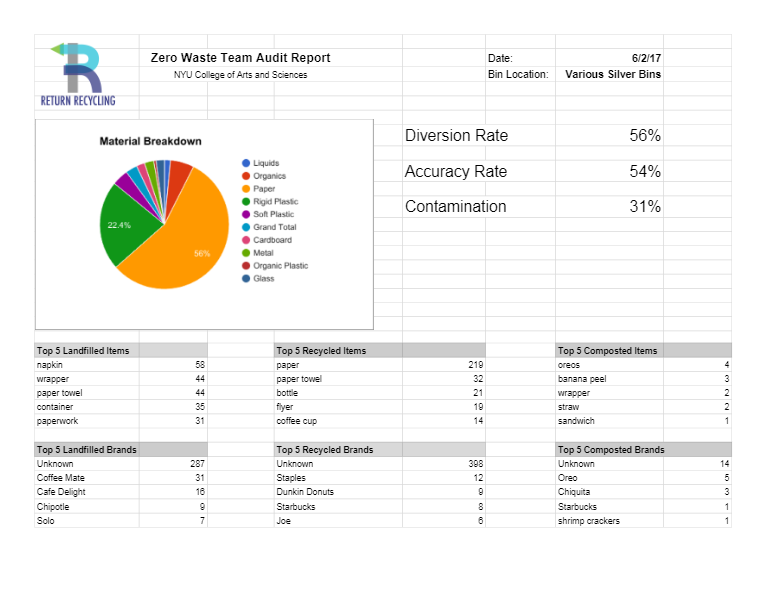 Zero Waste Team Audit Report
NYU College of Arts and Sciences
Date: 6/2/17
Bin Location: Various Silver Bins
RETURN RECYCLING
Material Breakdown
Liquids
Organics
Paper
Rigid Plastic
Soft Plastic
Grand Total
Cardboard
Metal
Organic Plastic
Glass
22.4%
56%
Diversion Rate 56%
Accuracy Rate 54%
Contamination 31%
Top 5 Landfilled Items Top 5 Recycled Items Top 5 Composted Items
napkin 58 paper 219 oreos 4
wrapper 44 paper towel 32 banana peel 3
paper towel 44 bottle 21 wrapper 2
container 35 flyer 19 straw 2
paperwork 31 coffee cup 14 sandwich 1
Top 5 Landfilled Brands Top 5 Recycled Brands Top 5 Composted Brands
Unknown 287 Unknown 398 Unknown 14
Coffee Mate 31 Staples 12 Oreo 5
Cafe Delight 16 Dunkin Donuts 9 Chiquita 3
Chipotle 9 Starbucks 8 Starbucks 1
Solo 7 Joe 6 shrimp crackers 1